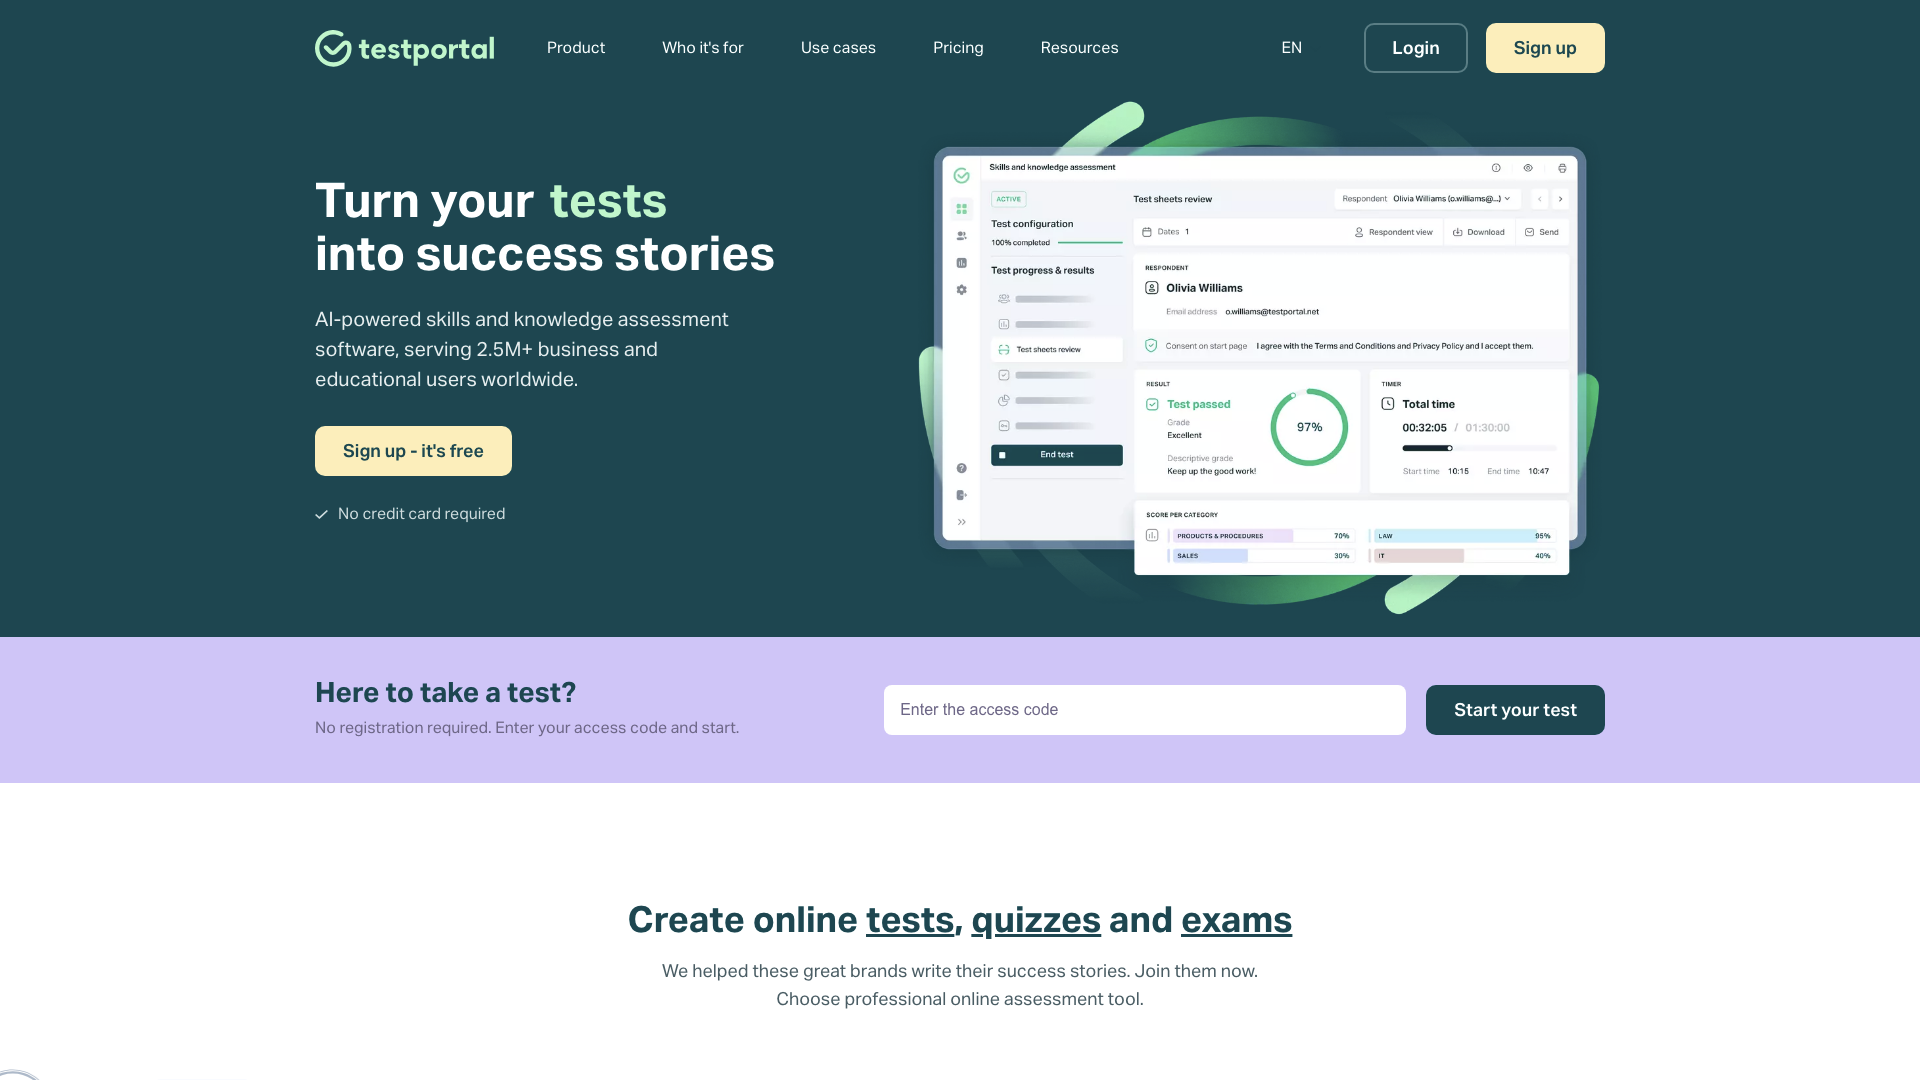 testportal
Product
Who it's for
Use cases
Pricing
Resources
EN
Login
Sign up
Turn your tests
into success stories
AI-powered skills and knowledge assessment
software, serving 2.5M+ business and
educational users worldwide.
Sign up - it's free
No credit card required
Skills and knowledge assessment
ACTIVE
Test configuration
100% completed
Test progress & results
Test sheets review
End test
Test sheets review
Respondent Olivia Williams (o.williams@...)
Dates 1
Respondent view
Download
Send
RESPONDENT
Olivia Williams
Email address o.williams@testportal.net
Consent on start page I agree with the Terms and Conditions and Privacy Policy and I accept them.
RESULT
Test passed
Grade
Excellent
Descriptive grade
Keep up the good work!
97%
TIMER
Total time
00:32:05 / 01:30:00
Start time 10:15 End time 10:47
SCORE PER CATEGORY
PRODUCTS & PROCEDURES 70%
LAW 95%
SALES 30%
IT 40%
Here to take a test?
No registration required. Enter your access code and start.
Enter the access code
Start your test
Create online tests, quizzes and exams
We helped these great brands write their success stories. Join them now.
Choose professional online assessment tool.